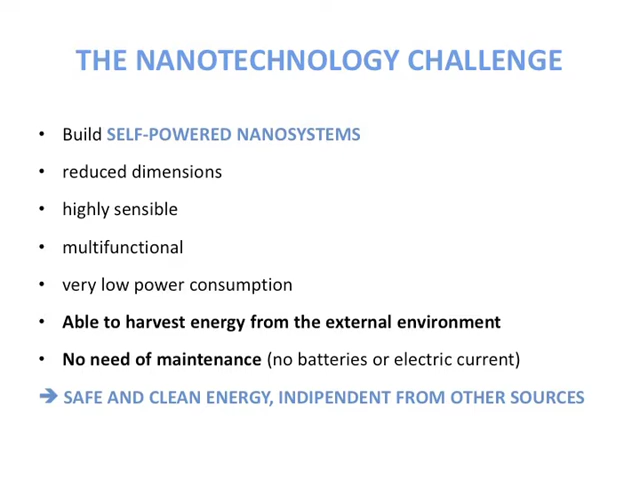 THE NANOTECHNOLOGY CHALLENGE
• Build SELF-POWERED NANOSYSTEMS
• reduced dimensions
• highly sensible
• multifunctional
• very low power consumption
• Able to harvest energy from the external environment
• No need of maintenance (no batteries or electric current)
➔ SAFE AND CLEAN ENERGY, INDIPENDENT FROM OTHER SOURCES